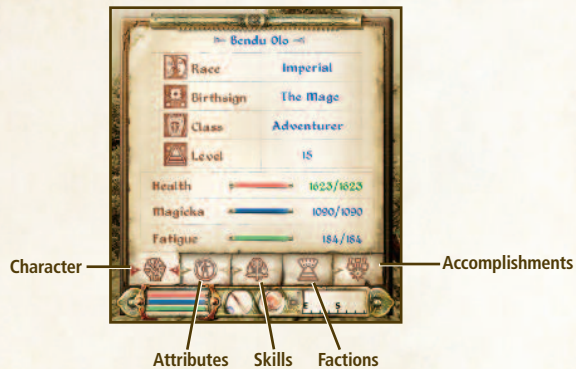 Bendu Olo
Race Imperial
Birthsign The Mage
Class Adventurer
Level 15
Health 1623/1623
Magicka 1090/1090
Fatigue 184/184
Character
Accomplishments
E S
Attributes Skills Factions